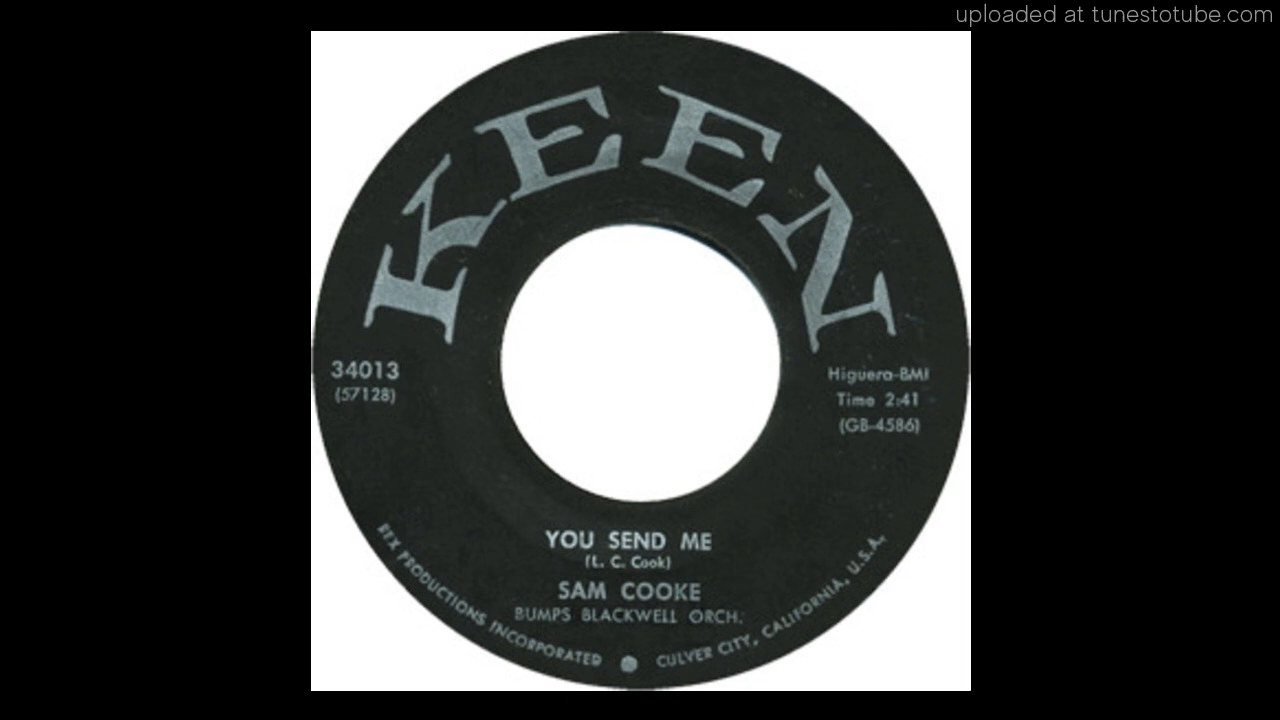 uploaded at tunestotube.com
KEEN
34013
(57128)
Higuera-BMI
Time 2:41
(GB-4586)
YOU SEND ME
(L. C. Cook)
SAM COOKE
BUMPS BLACKWELL ORCH.
REX PRODUCTIONS INCORPORATED ● CULVER CITY, CALIFORNIA, U.S.A.